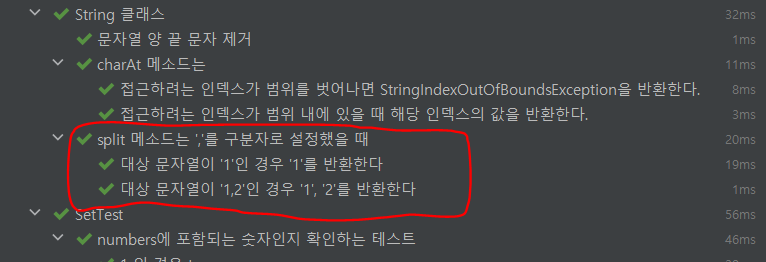 String 클래스 32ms
문자열 양 끝 문자 제거 1ms
charAt 메소드는 11ms
접근하려는 인덱스가 범위를 벗어나면 StringIndexOutOfBoundsException을 반환한다. 8ms
접근하려는 인덱스가 범위 내에 있을 때 해당 인덱스의 값을 반환한다. 3ms
split 메소드는 ','를 구분자로 설정했을 때 20ms
대상 문자열이 '1'인 경우 '1'를 반환한다 19ms
대상 문자열이 '1,2'인 경우 '1', '2'를 반환한다 1ms
SetTest 56ms
numbers에 포함되는 숫자인지 확인하는 테스트 46ms